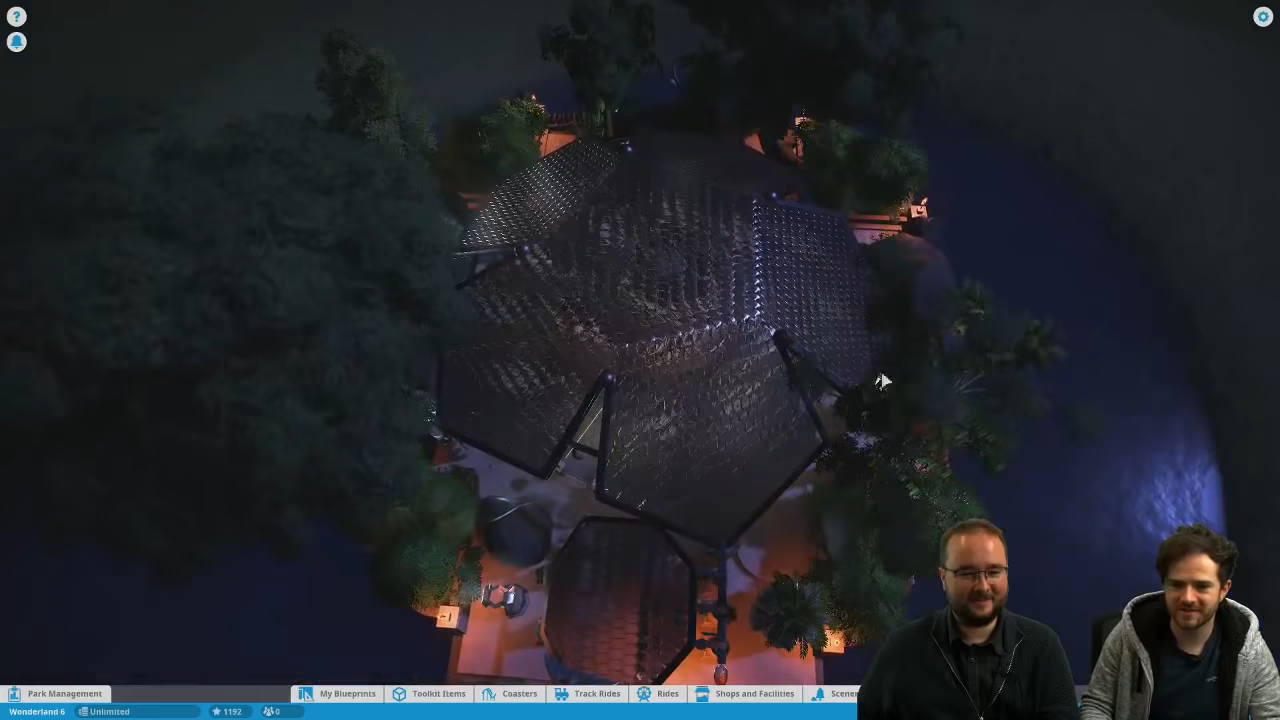 ?
Park Management
My Blueprints
Toolkit Items
Coasters
Track Rides
Rides
Shops and Facilities
Scener
Wonderland 6
Unlimited
1192
0